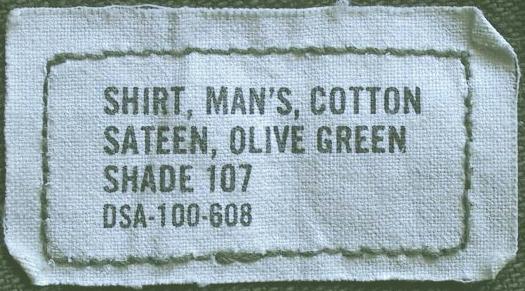 SHIRT, MAN'S, COTTON
SATEEN, OLIVE GREEN
SHADE 107
DSA-100-608